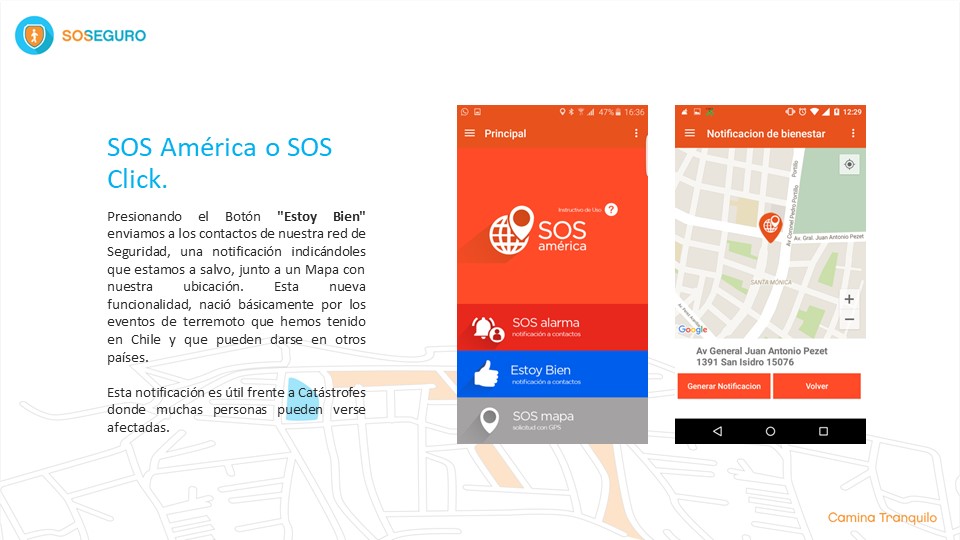 SOSEGURO
SOS América o SOS
Click.
Presionando el Botón "Estoy Bien"
enviamos a los contactos de nuestra red de
Seguridad, una notificación indicándoles
que estamos a salvo, junto a un Mapa con
nuestra ubicación. Esta nueva
funcionalidad, nació básicamente por los
eventos de terremoto que hemos tenido
en Chile y que pueden darse en otros
países.
Esta notificación es útil frente a Catástrofes
donde muchas personas pueden verse
afectadas.
47% 16:36
Principal
Instructivo de Uso ?
SOS
américa
SOS alarma
notificación a contactos
Estoy Bien
notificación a contactos
SOS mapa
solicitud con GPS
12:29
Notificacion de bienestar
Portillo
Av Coronel Pedro Portillo
Av. Gral. Juan Antonio Pezet
SANTA MÓNICA
+
−
Google
Av General Juan Antonio Pezet
1391 San Isidro 15076
Generar Notificacion
Volver
Camina Tranquilo